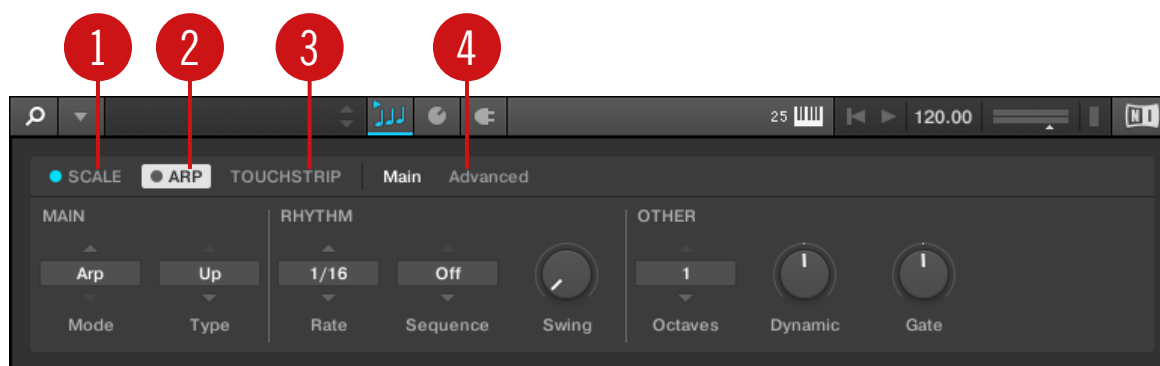 1 2 3 4
25 120.00 NI
SCALE ARP TOUCHSTRIP Main Advanced
MAIN RHYTHM OTHER
Arp Up 1/16 Off 1
Mode Type Rate Sequence Swing Octaves Dynamic Gate